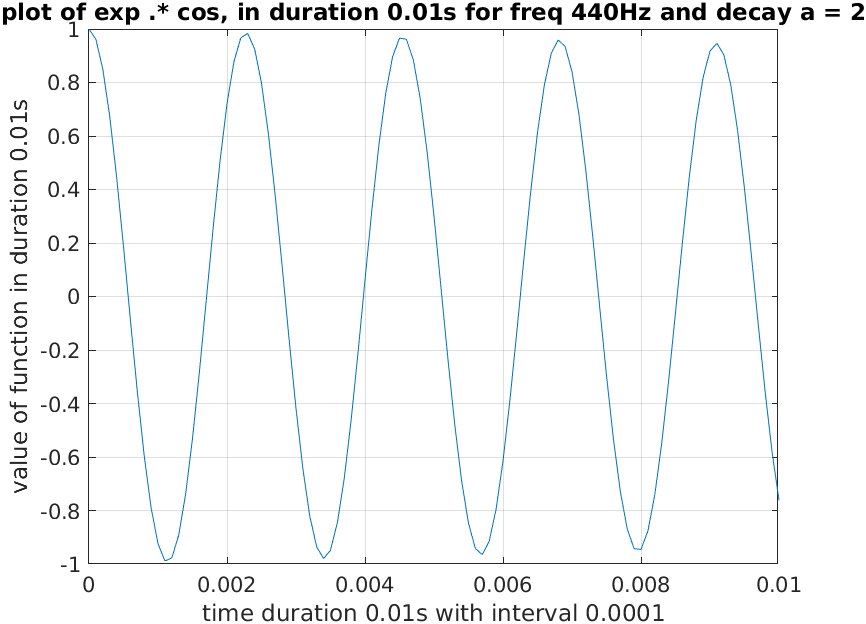 plot of exp .* cos, in duration 0.01s for freq 440Hz and decay a = 2
value of function in duration 0.01s
1
0.8
0.6
0.4
0.2
0
-0.2
-0.4
-0.6
-0.8
-1
0 0.002 0.004 0.006 0.008 0.01
time duration 0.01s with interval 0.0001